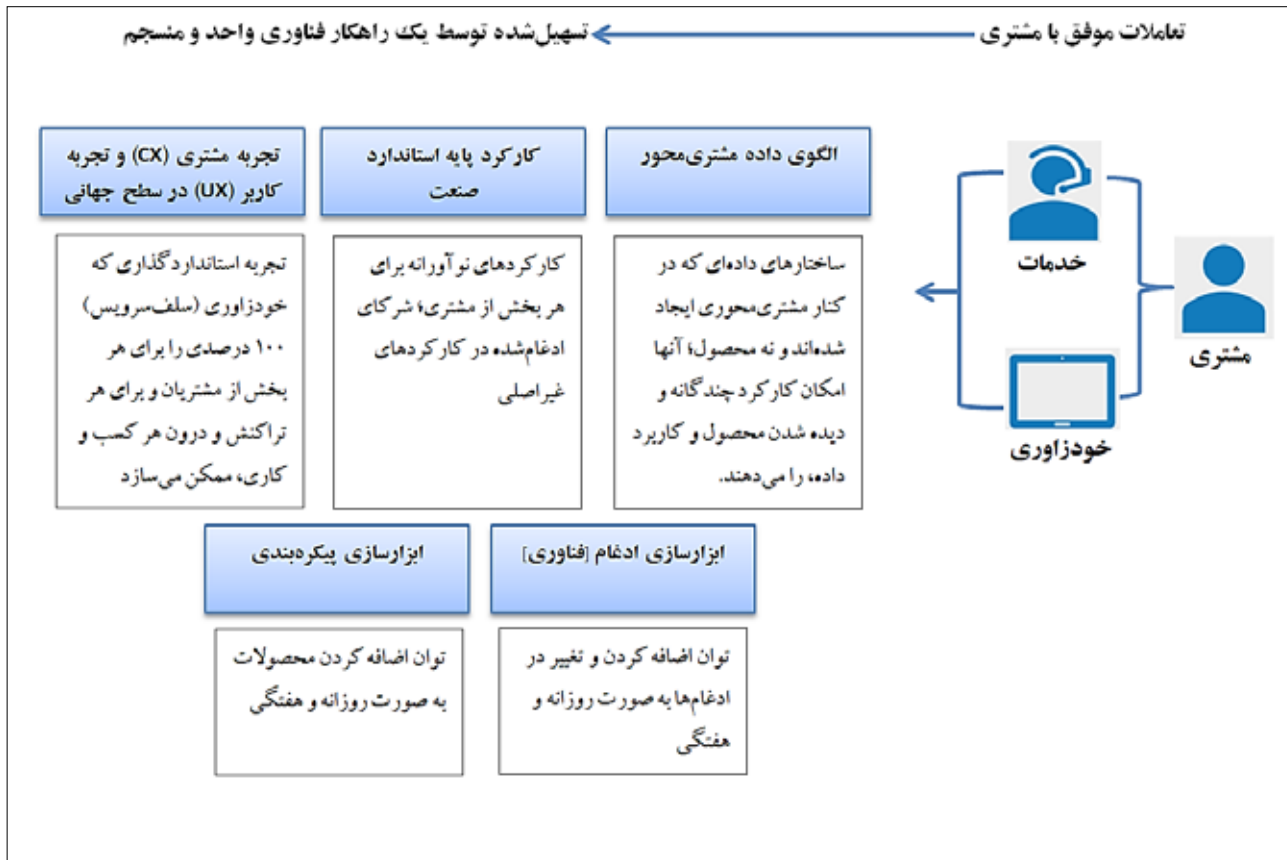 تعاملات موفق با مشتری
تسهیل‌شده توسط یک راهکار فناوری واحد و منسجم
مشتری
خدمات
خودزاوری
الگوی داده مشتری‌محور
ساختارهای داده‌ای که در
کنار مشتری‌محوری ایجاد
شده‌اند و نه محصول؛ آنها
امکان کارکرد چندگانه و
دیده شدن محصول و کاربرد
داده، را می‌دهند.
کارکرد پایه استاندارد
صنعت
کارکردهای نوآورانه برای
هر بخش از مشتری؛ شرکای
ادغام‌شده در کارکردهای
غیراصلی
تجربه مشتری (CX) و تجربه
کاربر (UX) در سطح جهانی
تجربه استانداردگذاری که
خودزاوری (سلف‌سرویس)
۱۰۰ درصدی را برای هر
بخش از مشتریان و برای هر
تراکنش و درون هر کسب و
کاری، ممکن می‌سازد
ابزارسازی ادغام [فناوری]
توان اضافه کردن و تغییر در
ادغام‌ها به صورت روزانه و
هفتگی
ابزارسازی پیکره‌بندی
توان اضافه کردن محصولات
به صورت روزانه و هفتگی